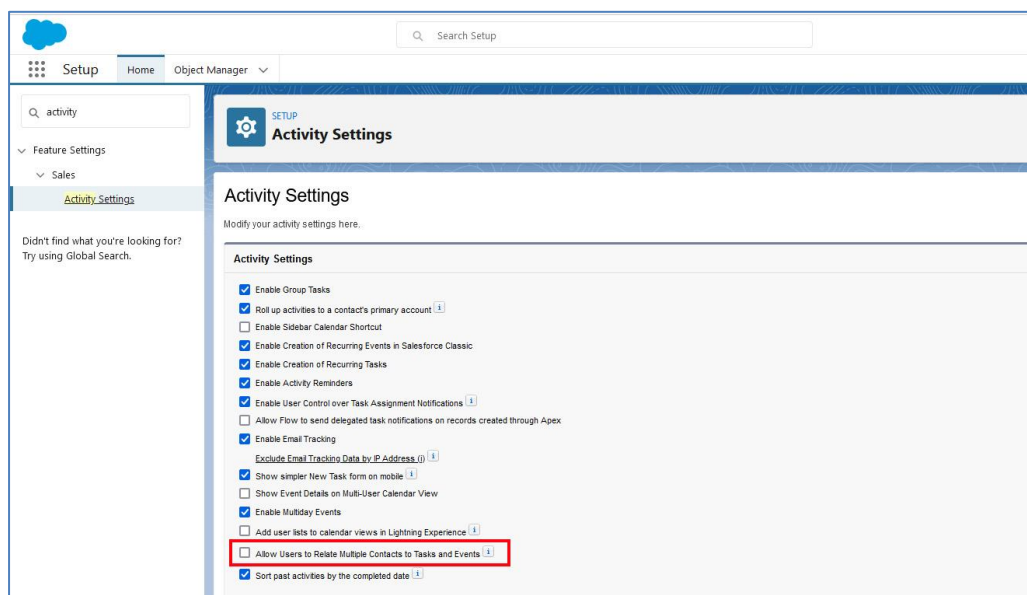 Search Setup
Setup Home Object Manager
activity
Feature Settings
Sales
Activity Settings
Didn't find what you're looking for?
Try using Global Search.
SETUP
Activity Settings
Activity Settings
Modify your activity settings here.
Activity Settings
Enable Group Tasks
Roll up activities to a contact's primary account i
Enable Sidebar Calendar Shortcut
Enable Creation of Recurring Events in Salesforce Classic
Enable Creation of Recurring Tasks
Enable Activity Reminders
Enable User Control over Task Assignment Notifications i
Allow Flow to send delegated task notifications on records created through Apex
Enable Email Tracking
Exclude Email Tracking Data by IP Address (i) i
Show simpler New Task form on mobile i
Show Event Details on Multi-User Calendar View
Enable Multiday Events
Add user lists to calendar views in Lightning Experience i
Allow Users to Relate Multiple Contacts to Tasks and Events i
Sort past activities by the completed date i